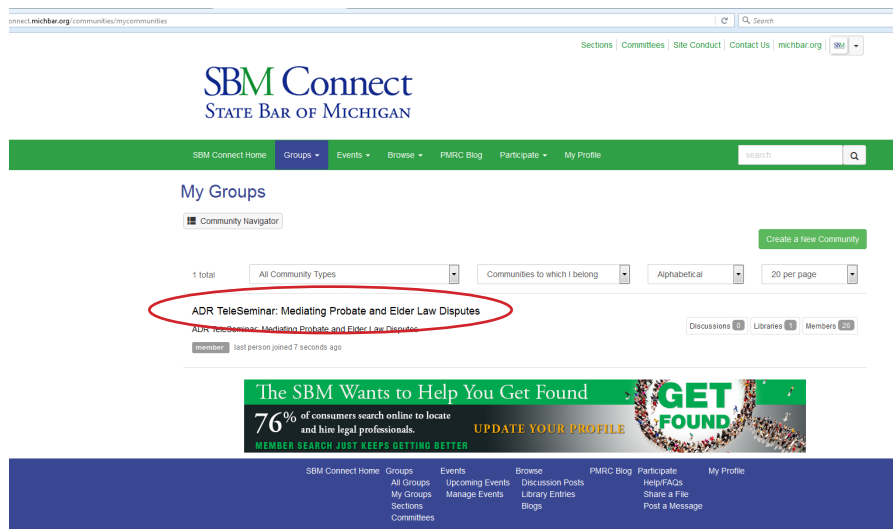 onnect.michbar.org/communities/mycommunities
Search
Sections Committees Site Conduct Contact Us michbar.org SBM
SBM Connect
STATE BAR OF MICHIGAN
SBM Connect Home Groups Events Browse PMRC Blog Participate My Profile search
My Groups
Community Navigator
Create a New Community
1 total All Community Types Communities to which I belong Alphabetical 20 per page
ADR TeleSeminar: Mediating Probate and Elder Law Disputes
ADR TeleSeminar: Mediating Probate and Elder Law Disputes
Discussions 0 Libraries 1 Members 26
member last person joined 7 seconds ago
The SBM Wants to Help You Get Found
76% of consumers search online to locate
and hire legal professionals.
UPDATE YOUR PROFILE
MEMBER SEARCH JUST KEEPS GETTING BETTER
GET
FOUND
SBM Connect Home Groups Events Browse PMRC Blog Participate My Profile
All Groups Upcoming Events Discussion Posts Help/FAQs
My Groups Manage Events Library Entries Share a File
Sections Blogs Post a Message
Committees